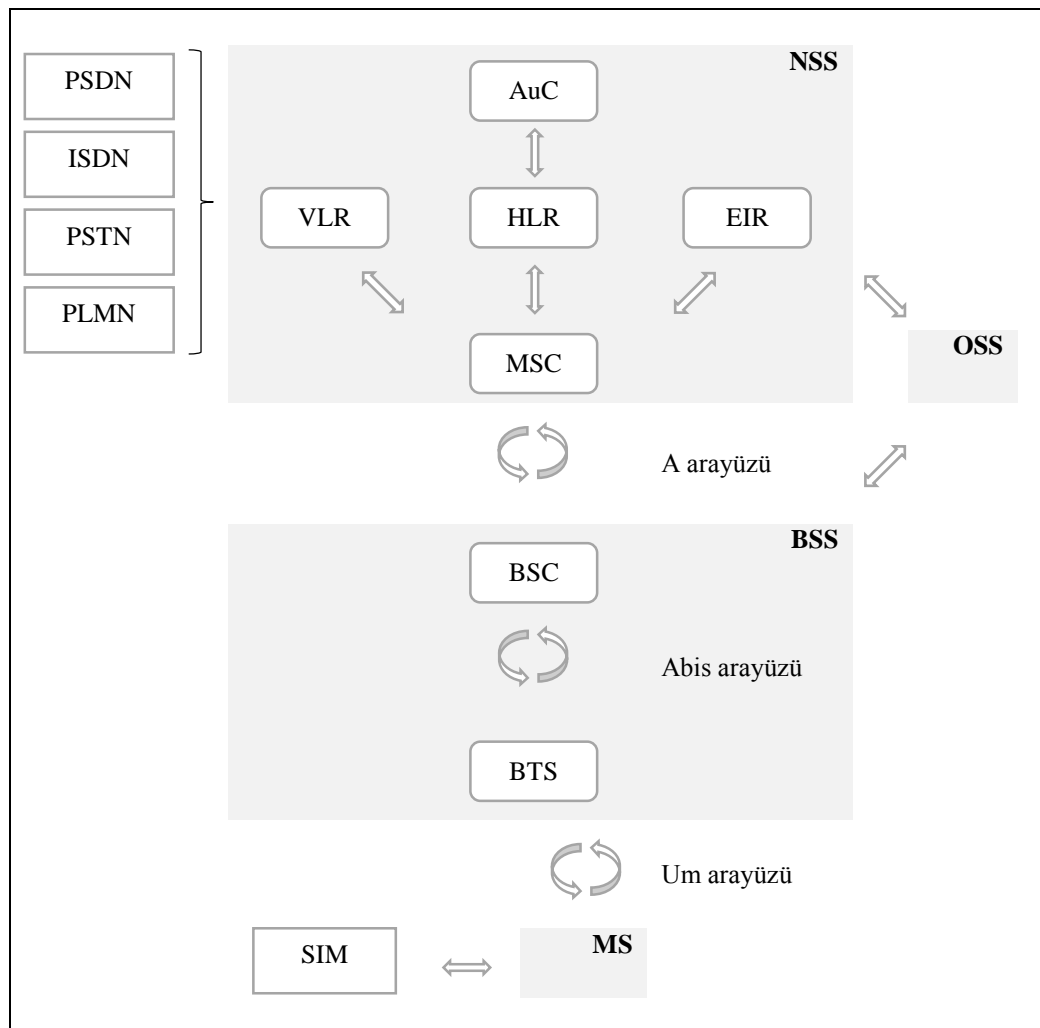 PSDN
ISDN
PSTN
PLMN
NSS
AuC
VLR
HLR
EIR
MSC
OSS
A arayüzü
BSS
BSC
Abis arayüzü
BTS
Um arayüzü
SIM
MS